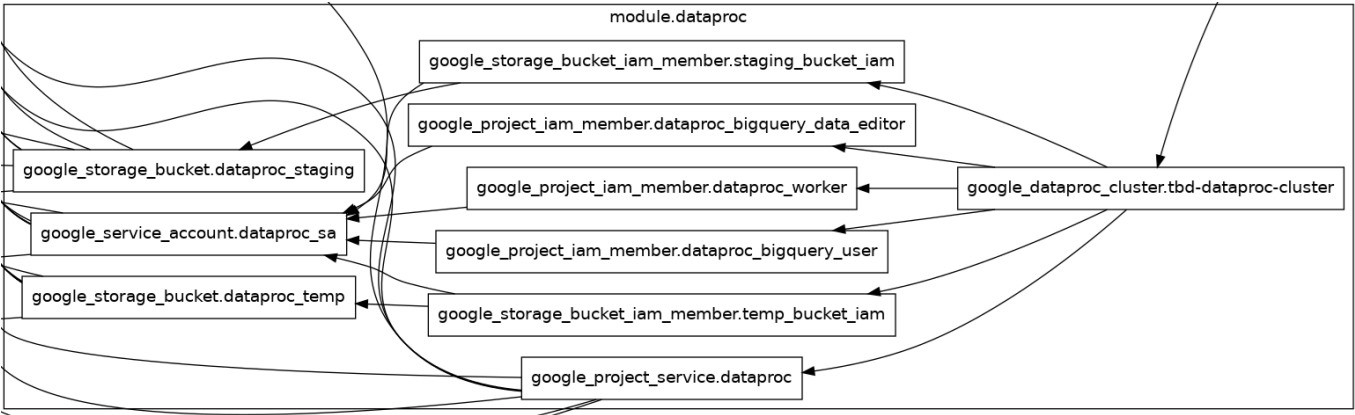 module.dataproc
google_storage_bucket_iam_member.staging_bucket_iam
google_project_iam_member.dataproc_bigquery_data_editor
google_storage_bucket.dataproc_staging
google_project_iam_member.dataproc_worker
google_dataproc_cluster.tbd-dataproc-cluster
google_service_account.dataproc_sa
google_project_iam_member.dataproc_bigquery_user
google_storage_bucket.dataproc_temp
google_storage_bucket_iam_member.temp_bucket_iam
google_project_service.dataproc